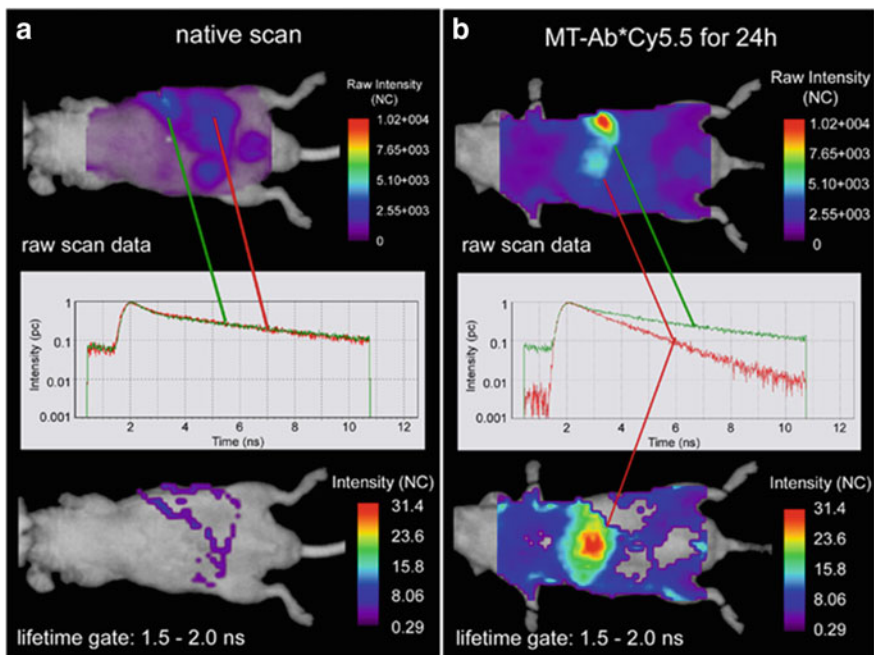 a
native scan
Raw Intensity
(NC)
1.02+004
7.65+003
5.10+003
2.55+003
0
raw scan data
Intensity (pc)
1
0.1
0.01
0.001
2 4 6 8 10 12
Time (ns)
Intensity (NC)
31.4
23.6
15.8
8.06
0.29
lifetime gate: 1.5 - 2.0 ns
b
MT-Ab*Cy5.5 for 24h
Raw Intensity
(NC)
1.02+004
7.65+003
5.10+003
2.55+003
0
raw scan data
Intensity (pc)
1
0.1
0.01
0.001
2 4 6 8 10 12
Time (ns)
Intensity (NC)
31.4
23.6
15.8
8.06
0.29
lifetime gate: 1.5 - 2.0 ns